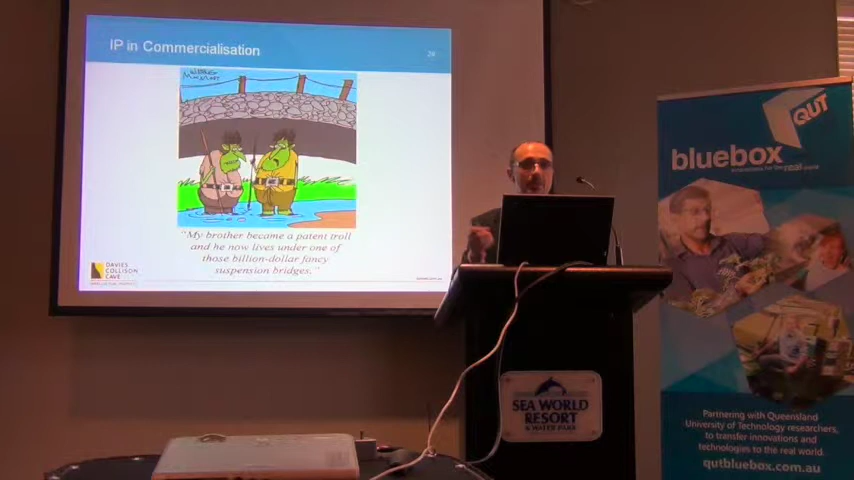 IP in Commercialisation
"My brother became a patent troll
and he now lives under one of
those billion-dollar fancy
suspension bridges."
DAVIES
COLLISON
CAVE
SEA WORLD
RESORT
& WATER PARK
QUT
bluebox
Partnering with Queensland
University of Technology researchers,
to transfer innovations and
technologies to the real world.
qutbluebox.com.au